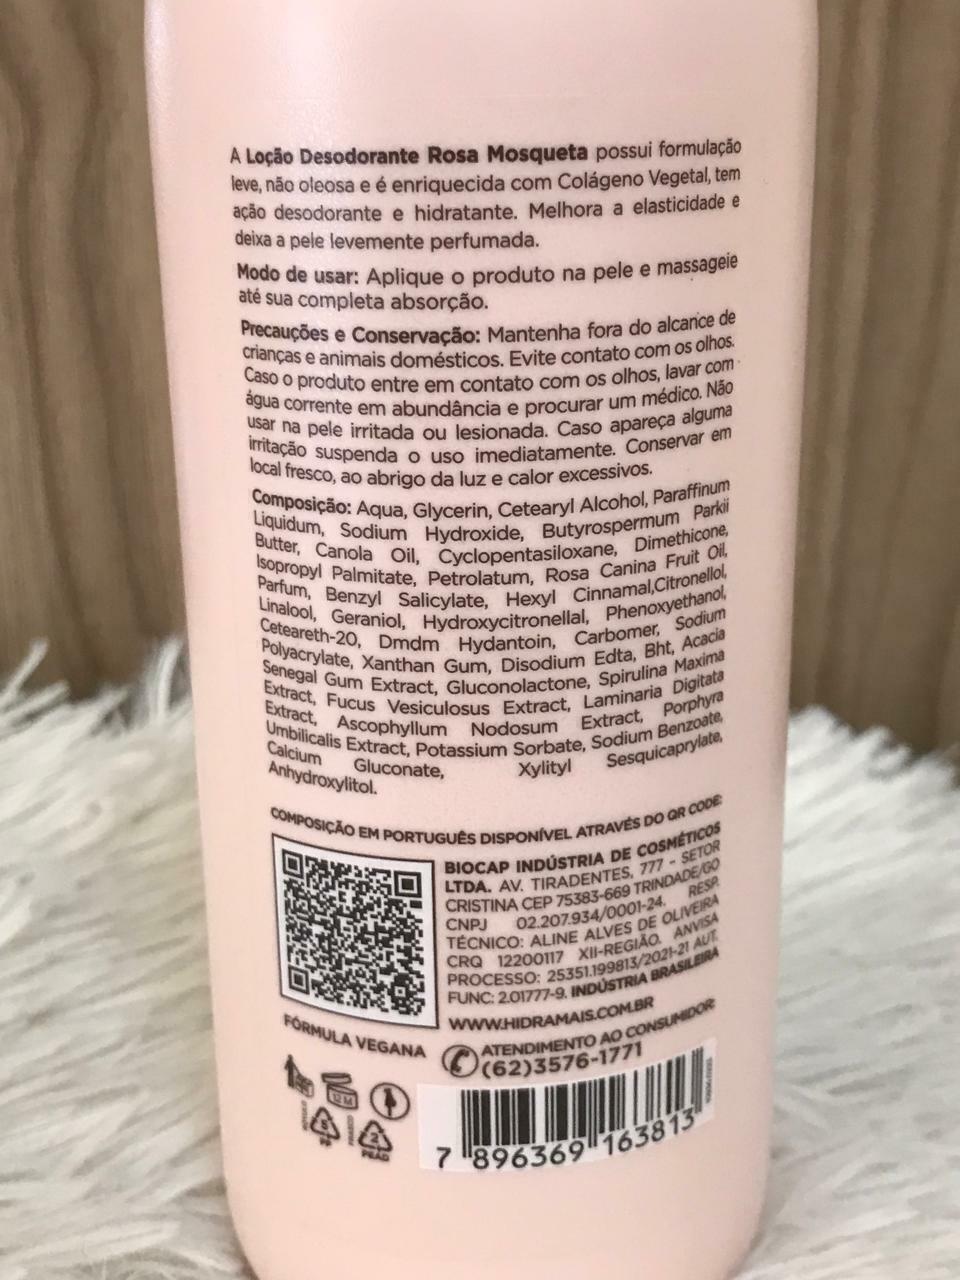 A Loção Desodorante Rosa Mosqueta possui formulação
leve, não oleosa e é enriquecida com Colágeno Vegetal, tem
ação desodorante e hidratante. Melhora a elasticidade e
deixa a pele levemente perfumada.
Modo de usar: Aplique o produto na pele e massageie
até sua completa absorção.
Precauções e Conservação: Mantenha fora do alcance de
crianças e animais domésticos. Evite contato com os olhos.
Caso o produto entre em contato com os olhos, lavar com
água corrente em abundância e procurar um médico. Não
usar na pele irritada ou lesionada. Caso apareça alguma
irritação suspenda o uso imediatamente. Conservar em
local fresco, ao abrigo da luz e calor excessivos.
Composição: Aqua, Glycerin, Cetearyl Alcohol, Paraffinum
Liquidum, Sodium Hydroxide, Butyrospermum Parkii
Butter, Canola Oil, Cyclopentasiloxane, Dimethicone,
Isopropyl Palmitate, Petrolatum, Rosa Canina Fruit Oil,
Parfum, Benzyl Salicylate, Hexyl Cinnamal,Citronellol,
Linalool, Geraniol, Hydroxycitronellal, Phenoxyethanol,
Ceteareth-20, Dmdm Hydantoin, Carbomer, Sodium
Polyacrylate, Xanthan Gum, Disodium Edta, Bht, Acacia
Senegal Gum Extract, Gluconolactone, Spirulina Maxima
Extract, Fucus Vesiculosus Extract, Laminaria Digitata
Extract, Ascophyllum Nodosum Extract, Porphyra
Umbilicalis Extract, Potassium Sorbate, Sodium Benzoate,
Calcium Gluconate, Xylityl Sesquicaprylate,
Anhydroxylitol.
COMPOSIÇÃO EM PORTUGUÊS DISPONÍVEL ATRAVÉS DO QR CODE:
BIOCAP INDÚSTRIA DE COSMÉTICOS
LTDA. AV. TIRADENTES, 777 - SETOR
CRISTINA CEP 75383-669 TRINDADE/GO
CNPJ 02.207.934/0001-24. RESP.
TÉCNICO: ALINE ALVES DE OLIVEIRA
CRQ 12200117 XII-REGIÃO. ANVISA
PROCESSO: 25351.199813/2021-21 AUT.
FUNC: 2.01777-9. INDÚSTRIA BRASILEIRA
WWW.HIDRAMAIS.COM.BR
FÓRMULA VEGANA
ATENDIMENTO AO CONSUMIDOR
(62)3576-1771
12 M
RÓTULO
5
PP
FRASCO
2
PEAD
7 896369 163813